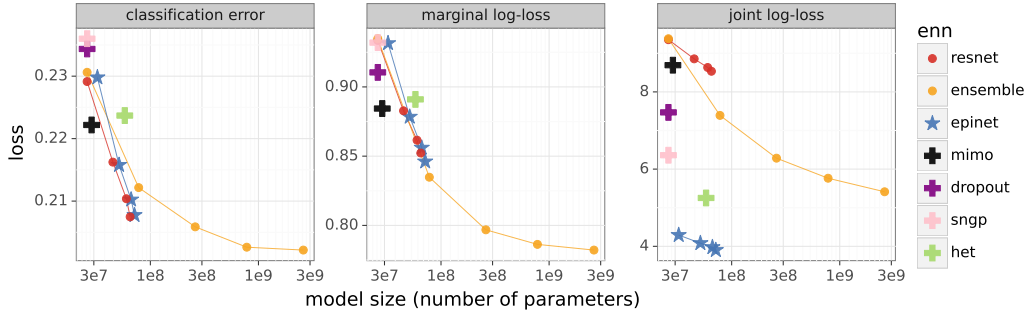 classification error
marginal log-loss
joint log-loss
loss
0.23
0.22
0.21
3e7 1e8 3e8 1e9 3e9
0.90
0.85
0.80
3e7 1e8 3e8 1e9 3e9
8
6
4
3e7 1e8 3e8 1e9 3e9
model size (number of parameters)
enn
resnet
ensemble
epinet
mimo
dropout
sngp
het